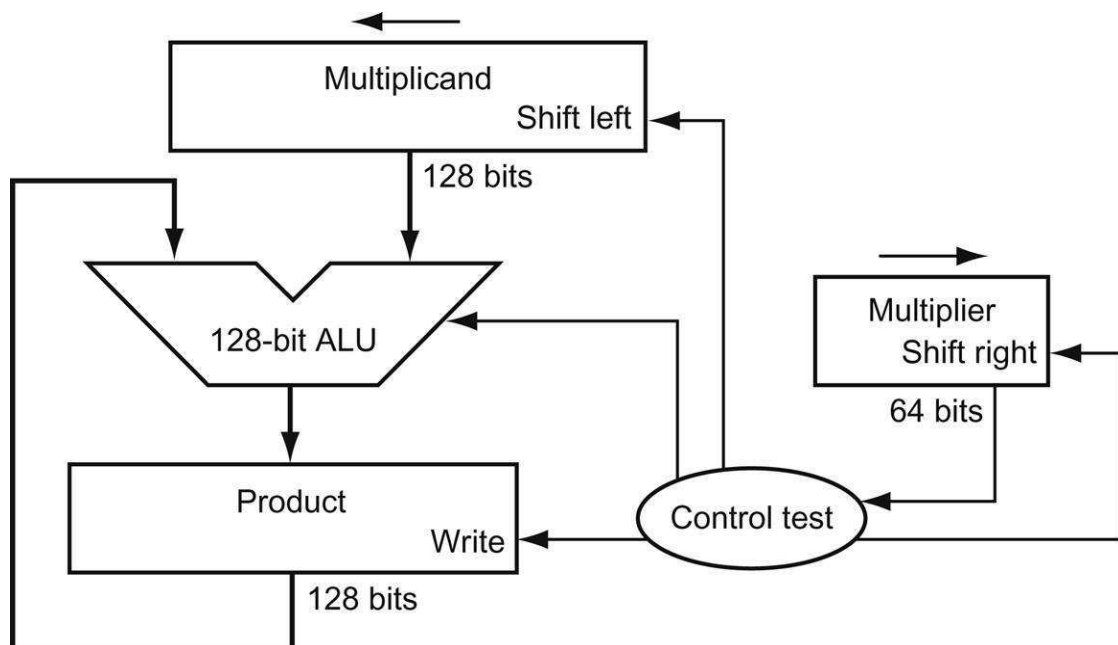 Multiplicand
Shift left
128 bits
128-bit ALU
Multiplier
Shift right
64 bits
Product
Write
Control test
128 bits